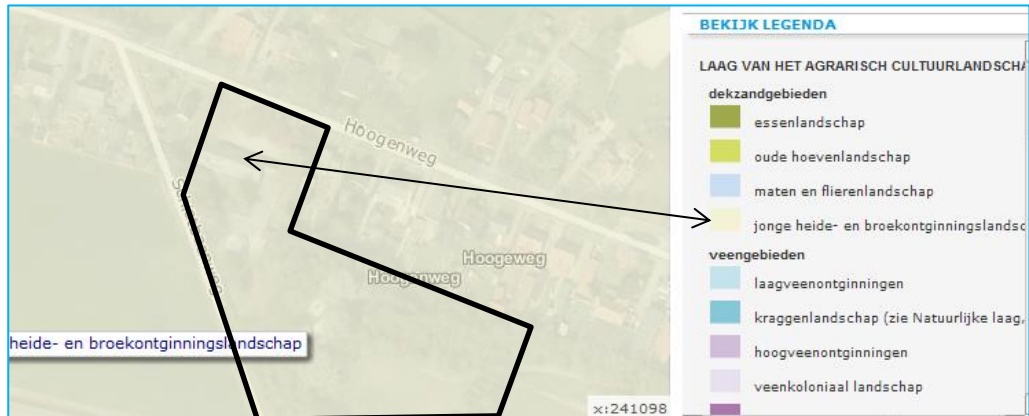 BEKIJK LEGENDA
LAAG VAN HET AGRARISCH CULTUURLANDSCHA
dekzandgebieden
essenlandschap
oude hoevenlandschap
maten en flierenlandschap
jonge heide- en broekontginningslandsc
veengebieden
laagveenontginningen
kraggenlandschap (zie Natuurlijke laag,
hoogveenontginningen
veenkoloniaal landschap
Hoogenweg
Hoogeweg
Hoogenweg
heide- en broekontginningslandschap
x:241098